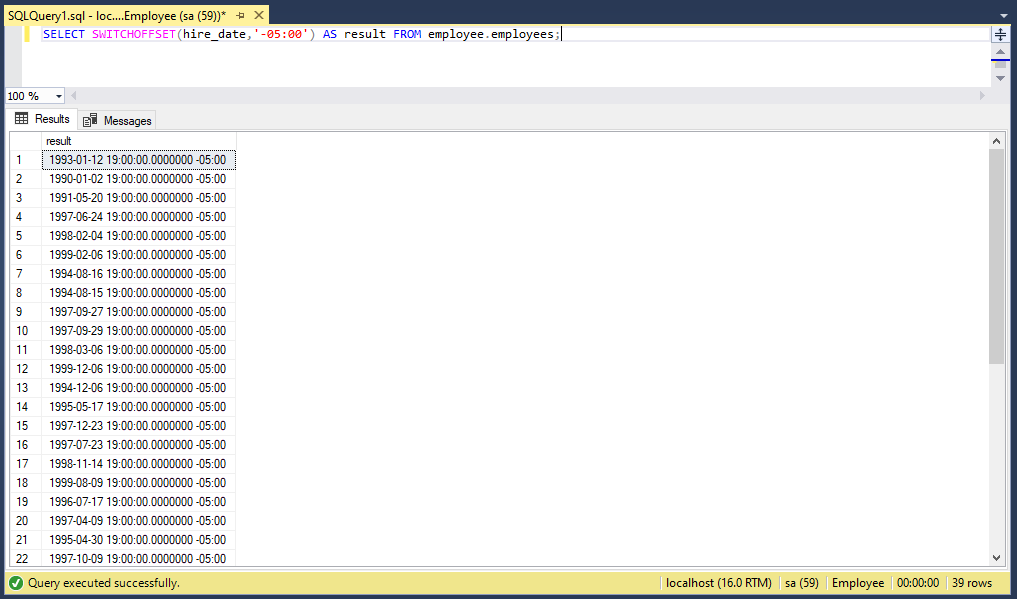 SQLQuery1.sql - loc....Employee (sa (59))*
SELECT SWITCHOFFSET(hire_date,'-05:00') AS result FROM employee.employees;
100 %
Results Messages
result
1 1993-01-12 19:00:00.0000000 -05:00
2 1990-01-02 19:00:00.0000000 -05:00
3 1991-05-20 19:00:00.0000000 -05:00
4 1997-06-24 19:00:00.0000000 -05:00
5 1998-02-04 19:00:00.0000000 -05:00
6 1999-02-06 19:00:00.0000000 -05:00
7 1994-08-16 19:00:00.0000000 -05:00
8 1994-08-15 19:00:00.0000000 -05:00
9 1997-09-27 19:00:00.0000000 -05:00
10 1997-09-29 19:00:00.0000000 -05:00
11 1998-03-06 19:00:00.0000000 -05:00
12 1999-12-06 19:00:00.0000000 -05:00
13 1994-12-06 19:00:00.0000000 -05:00
14 1995-05-17 19:00:00.0000000 -05:00
15 1997-12-23 19:00:00.0000000 -05:00
16 1997-07-23 19:00:00.0000000 -05:00
17 1998-11-14 19:00:00.0000000 -05:00
18 1999-08-09 19:00:00.0000000 -05:00
19 1996-07-17 19:00:00.0000000 -05:00
20 1997-04-09 19:00:00.0000000 -05:00
21 1995-04-30 19:00:00.0000000 -05:00
22 1997-10-09 19:00:00.0000000 -05:00
Query executed successfully. localhost (16.0 RTM) sa (59) Employee 00:00:00 39 rows